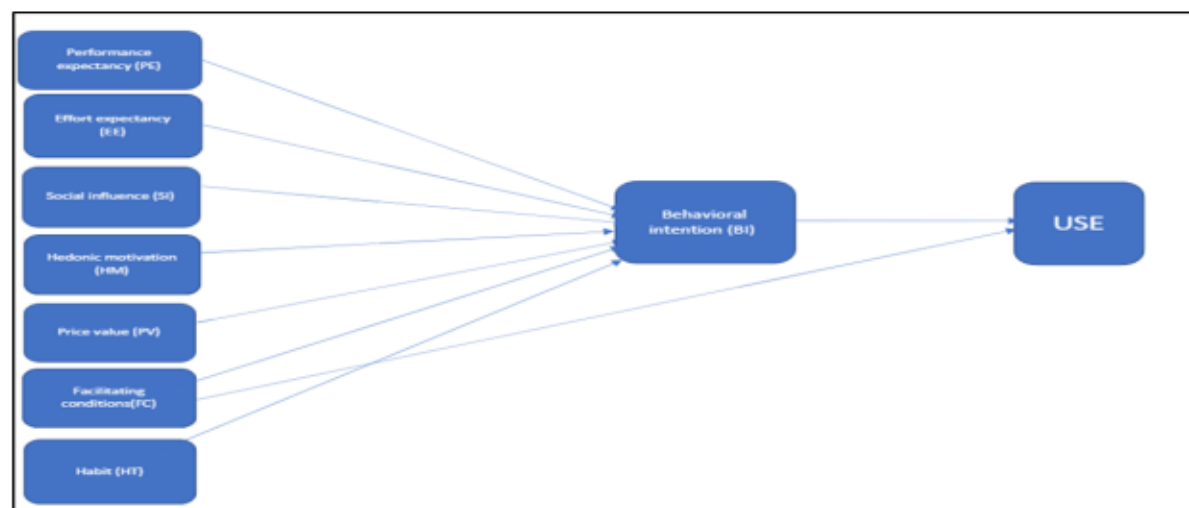 Performance
expectancy (PE)
Effort expectancy
(EE)
Social influence (SI)
Hedonic motivation
(HM)
Price value (PV)
Facilitating
conditions(FC)
Habit (HT)
Behavioral
intention (BI)
USE